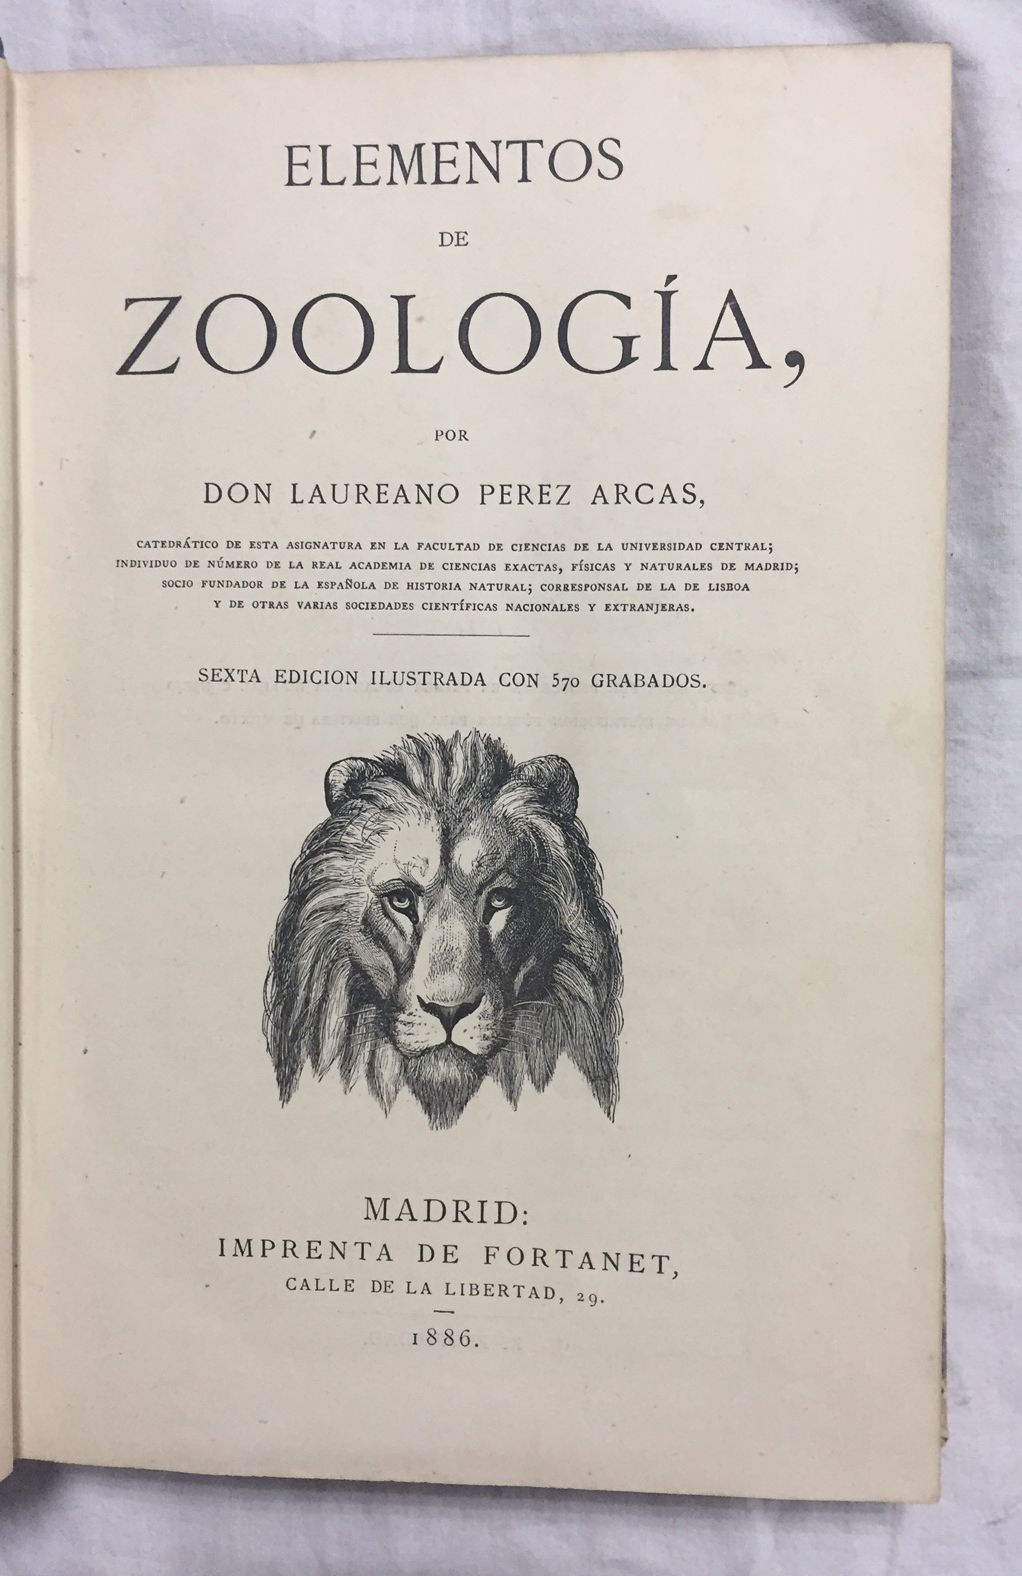 ELEMENTOS
DE
ZOOLOGÍA,
POR
DON LAUREANO PEREZ ARCAS,
CATEDRÁTICO DE ESTA ASIGNATURA EN LA FACULTAD DE CIENCIAS DE LA UNIVERSIDAD CENTRAL;
INDIVIDUO DE NÚMERO DE LA REAL ACADEMIA DE CIENCIAS EXACTAS, FÍSICAS Y NATURALES DE MADRID;
SOCIO FUNDADOR DE LA ESPAÑOLA DE HISTORIA NATURAL; CORRESPONSAL DE LA DE LISBOA
Y DE OTRAS VARIAS SOCIEDADES CIENTÍFICAS NACIONALES Y EXTRANJERAS.
SEXTA EDICION ILUSTRADA CON 570 GRABADOS.
MADRID:
IMPRENTA DE FORTANET,
CALLE DE LA LIBERTAD, 29.
1886.